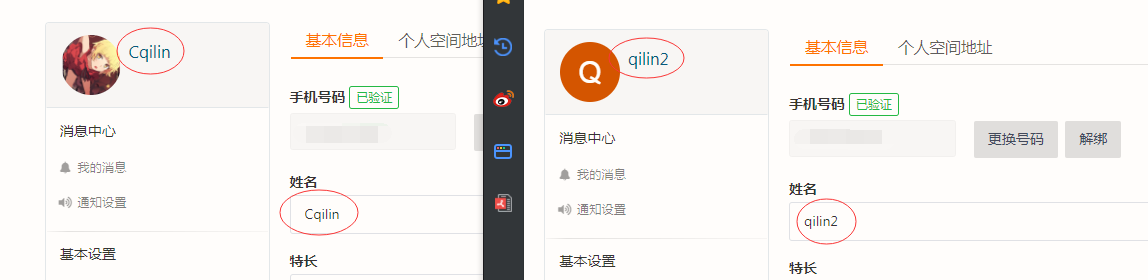 Cqilin
消息中心
我的消息
通知设置
基本设置
基本信息 个人空间地
手机号码 已验证
姓名
Cqilin
特长
Q
qilin2
消息中心
我的消息
通知设置
基本设置
基本信息 个人空间地址
手机号码 已验证
更换号码 解绑
姓名
qilin2
特长